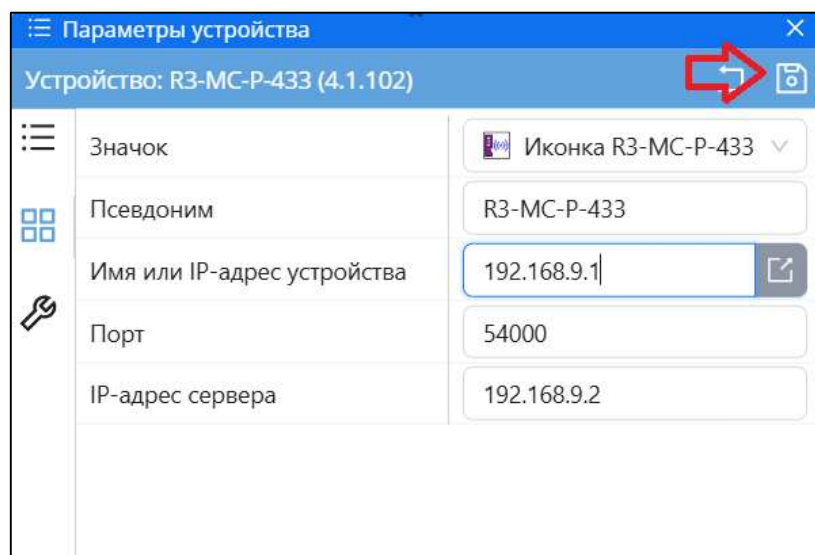 Параметры устройства
Устройство: R3-MC-P-433 (4.1.102)
Значок Иконка R3-MC-P-433
Псевдоним R3-MC-P-433
Имя или IP-адрес устройства 192.168.9.1
Порт 54000
IP-адрес сервера 192.168.9.2